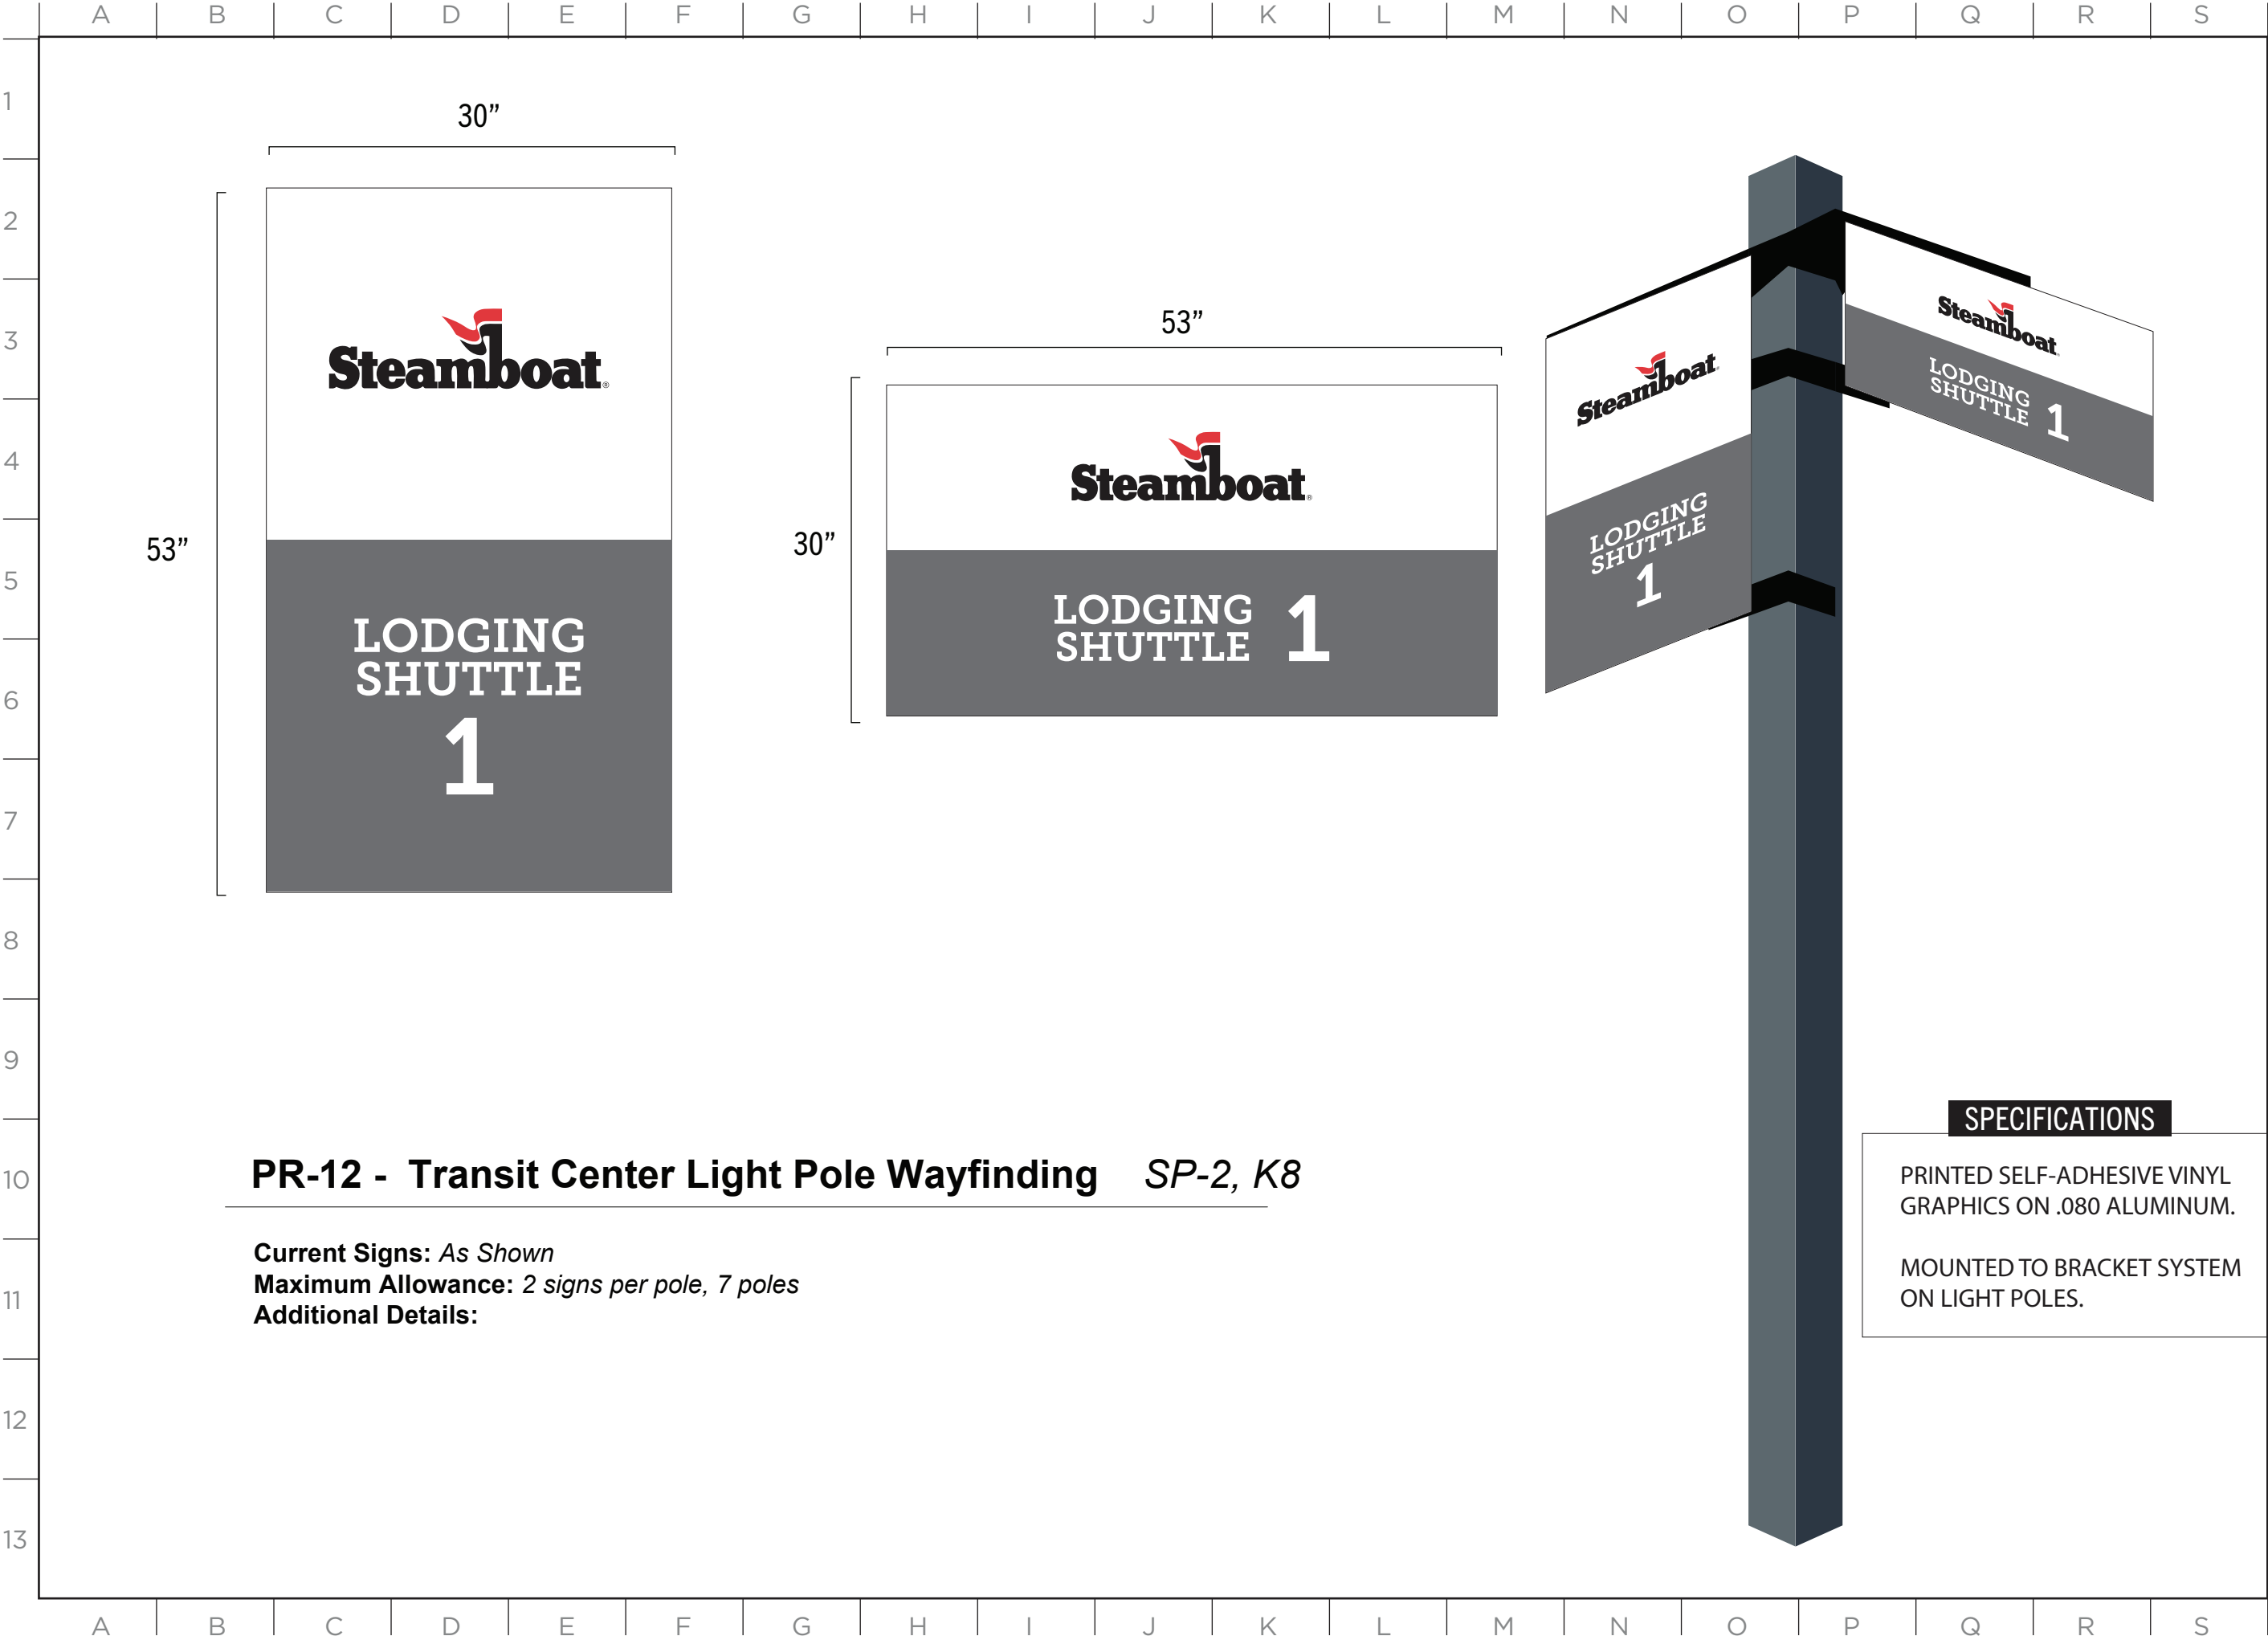 A B C D E F G H I J K L M N O P Q R S
1
2
3
4
5
6
7
8
9
10
11
12
13
30”
53”
Steamboat®
LODGING
SHUTTLE
1
53”
30”
Steamboat®
LODGING
SHUTTLE 1
Steamboat®
LODGING
SHUTTLE
1
Steamboat®
LODGING
SHUTTLE 1
PR-12 - Transit Center Light Pole Wayfinding SP-2, K8
Current Signs: As Shown
Maximum Allowance: 2 signs per pole, 7 poles
Additional Details:
SPECIFICATIONS
PRINTED SELF-ADHESIVE VINYL
GRAPHICS ON .080 ALUMINUM.
MOUNTED TO BRACKET SYSTEM
ON LIGHT POLES.
A B C D E F G H I J K L M N O P Q R S